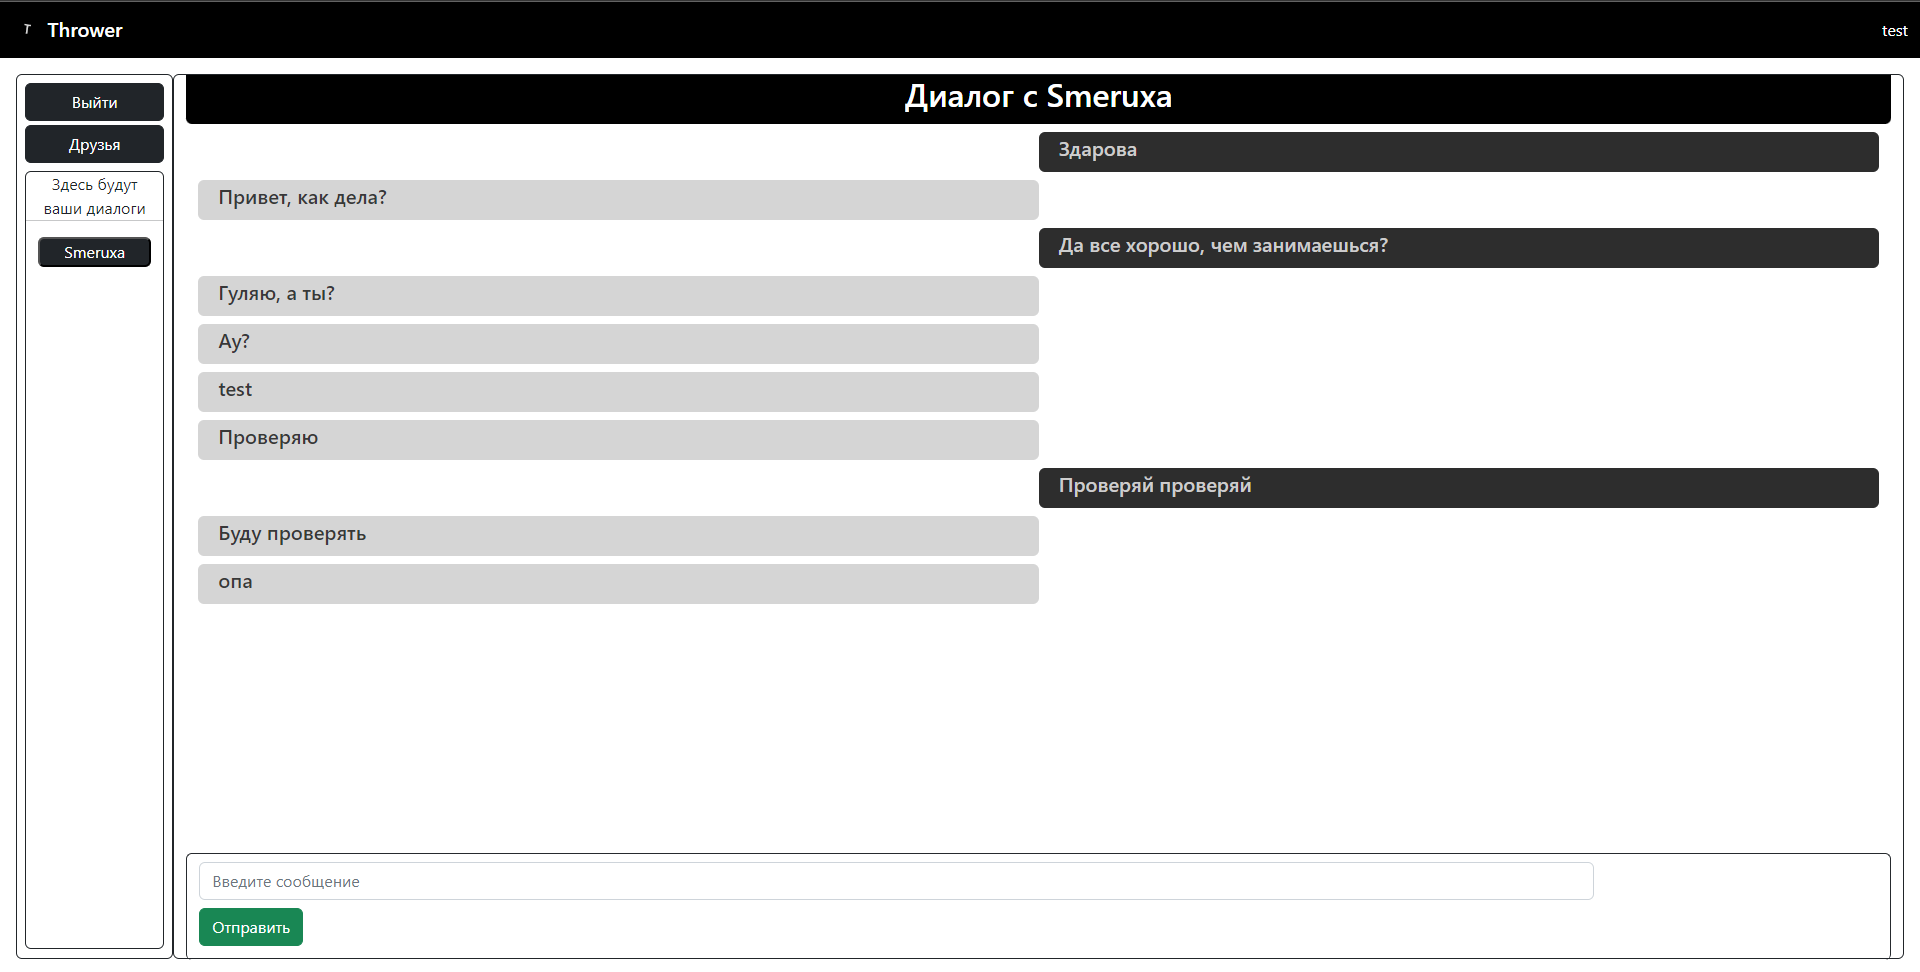 T Thrower
test
Выйти
Друзья
Здесь будут
ваши диалоги
Smeruxa
Диалог с Smeruxa
Здарова
Привет, как дела?
Да все хорошо, чем занимаешься?
Гуляю, а ты?
Ау?
test
Проверяю
Проверяй проверяй
Буду проверять
опа
Введите сообщение
Отправить